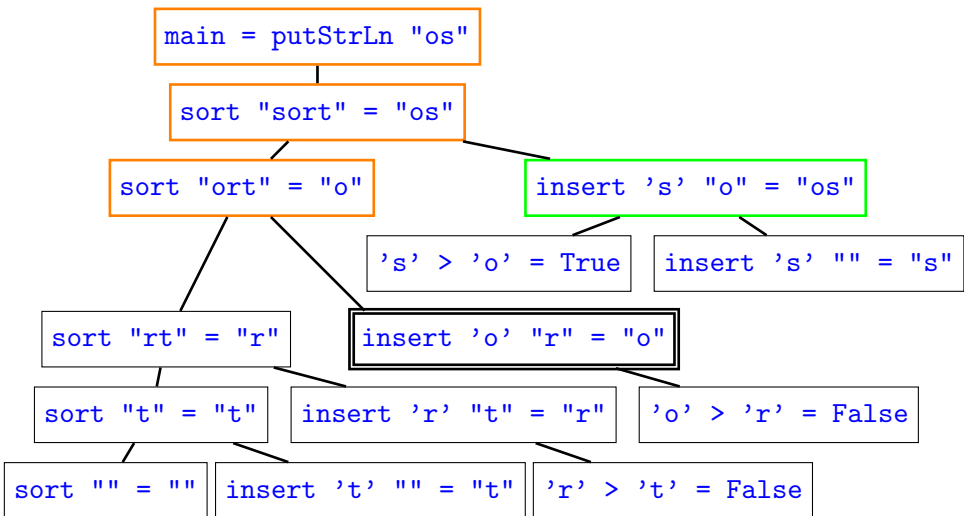 main = putStrLn "os"
sort "sort" = "os"
sort "ort" = "o"
insert 's' "o" = "os"
's' > 'o' = True
insert 's' "" = "s"
sort "rt" = "r"
insert 'o' "r" = "o"
sort "t" = "t"
insert 'r' "t" = "r"
'o' > 'r' = False
sort "" = ""
insert 't' "" = "t"
'r' > 't' = False